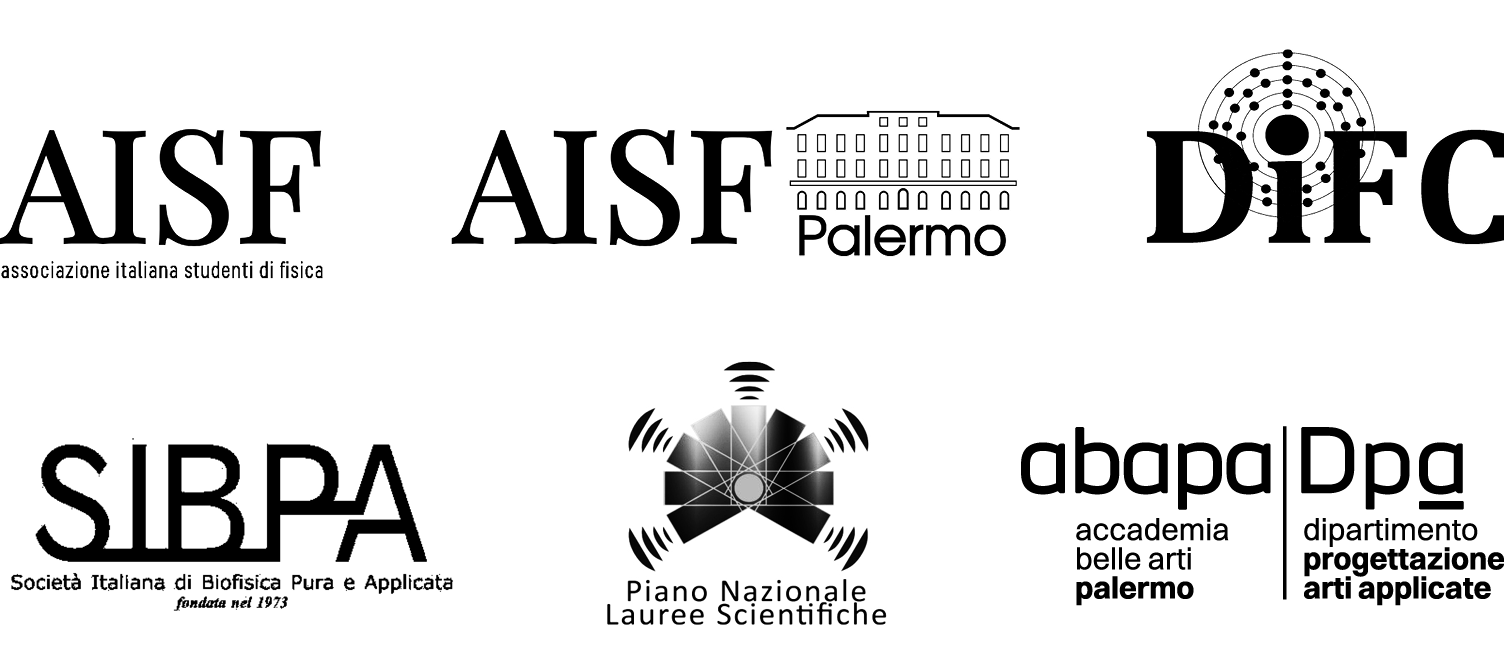 AISF
associazione italiana studenti di fisica
AISF
Palermo
DiFC
SIBPA
Società Italiana di Biofisica Pura e Applicata
fondata nel 1973
Piano Nazionale
Lauree Scientifiche
abapa
accademia
belle arti
palermo
Dpa
dipartimento
progettazione
arti applicate